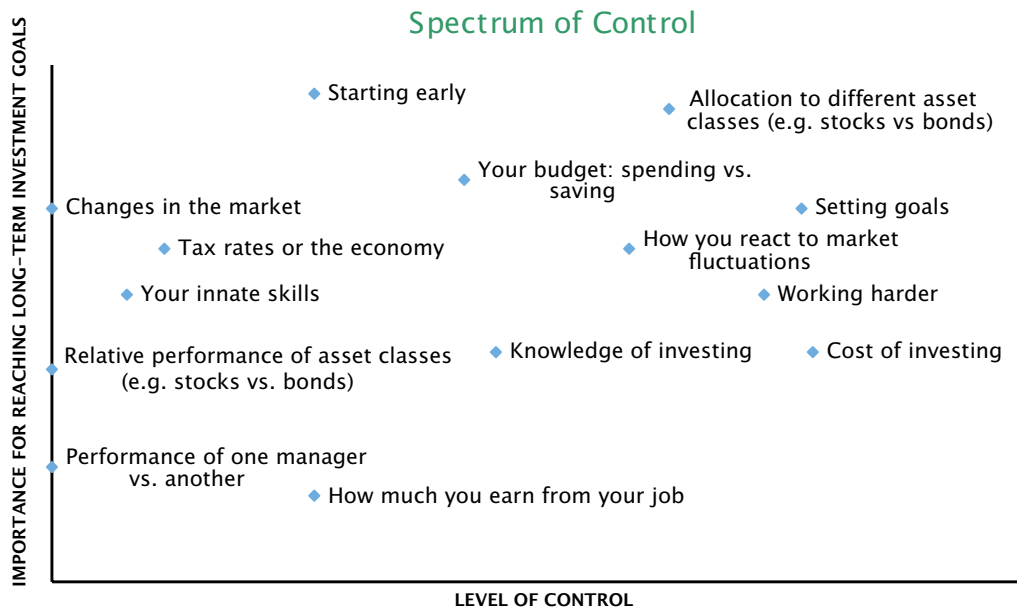 Spectrum of Control
IMPORTANCE FOR REACHING LONG-TERM INVESTMENT GOALS
Starting early
Allocation to different asset
classes (e.g. stocks vs bonds)
Your budget: spending vs.
saving
Changes in the market
Setting goals
Tax rates or the economy
How you react to market
fluctuations
Your innate skills
Working harder
Relative performance of asset classes
(e.g. stocks vs. bonds)
Knowledge of investing
Cost of investing
Performance of one manager
vs. another
How much you earn from your job
LEVEL OF CONTROL